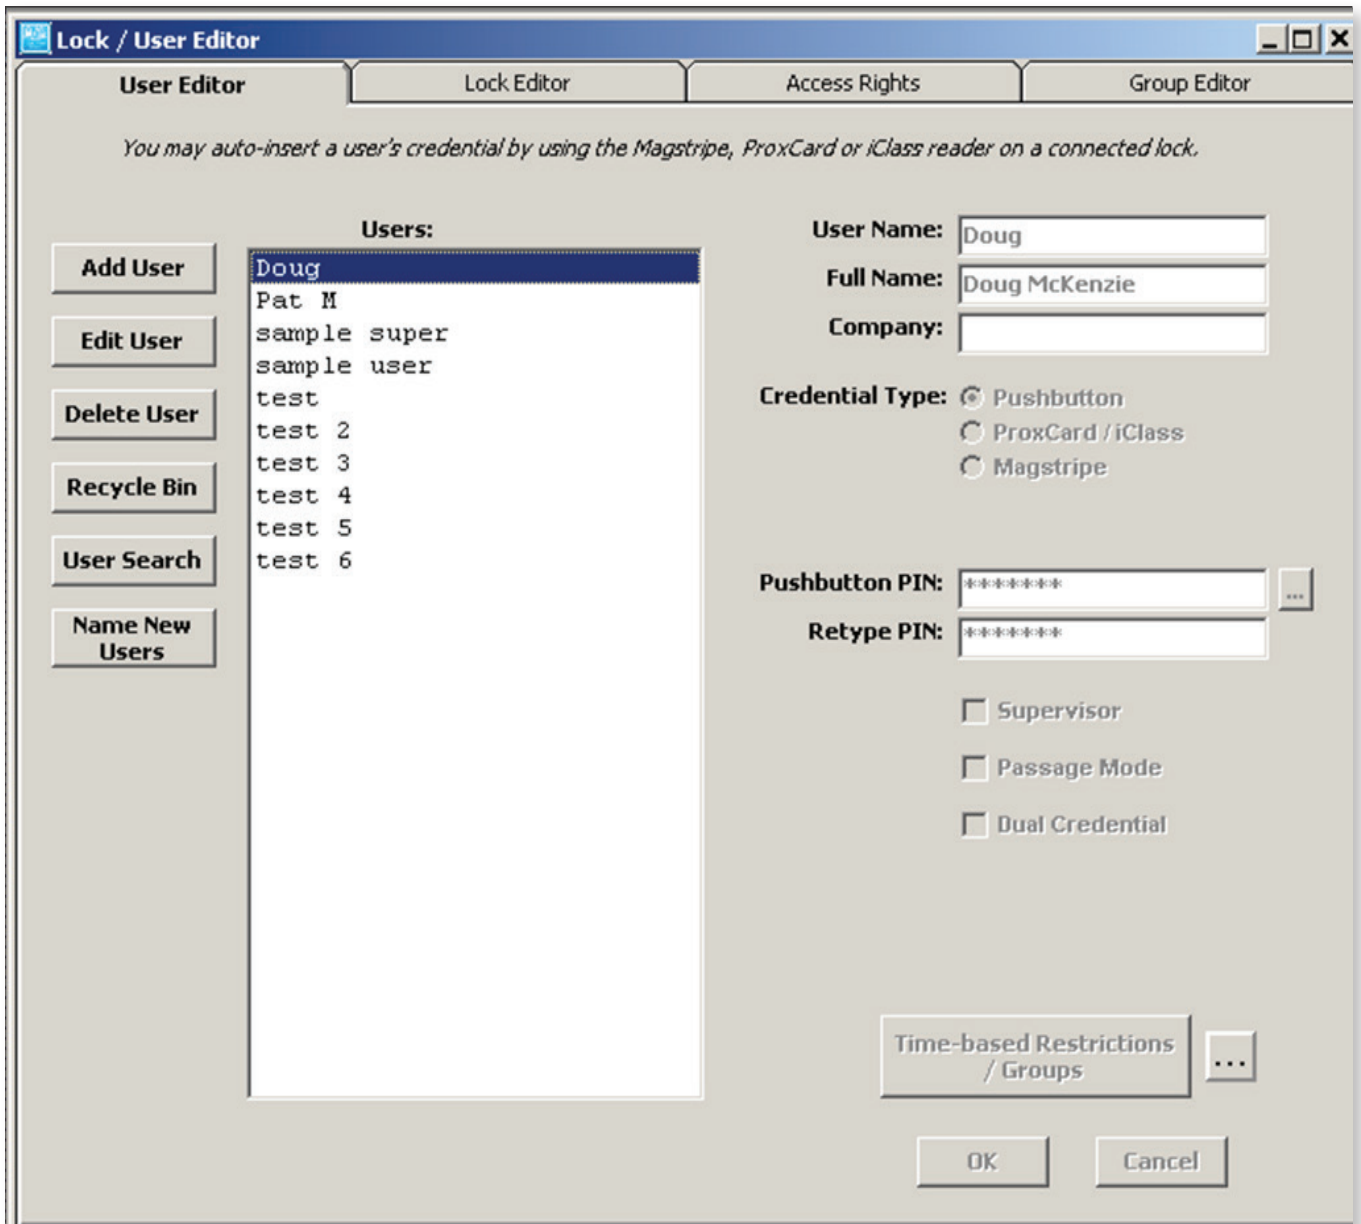 Lock / User Editor
User Editor
Lock Editor
Access Rights
Group Editor
You may auto-insert a user's credential by using the Magstripe, ProxCard or iClass reader on a connected lock.
Add User
Edit User
Delete User
Recycle Bin
User Search
Name New
Users
Users:
Doug
Pat M
sample super
sample user
test
test 2
test 3
test 4
test 5
test 6
User Name: Doug
Full Name: Doug McKenzie
Company:
Credential Type: Pushbutton
ProxCard / iClass
Magstripe
Pushbutton PIN: ******* ...
Retype PIN: *******
Supervisor
Passage Mode
Dual Credential
Time-based Restrictions
/ Groups
...
OK
Cancel